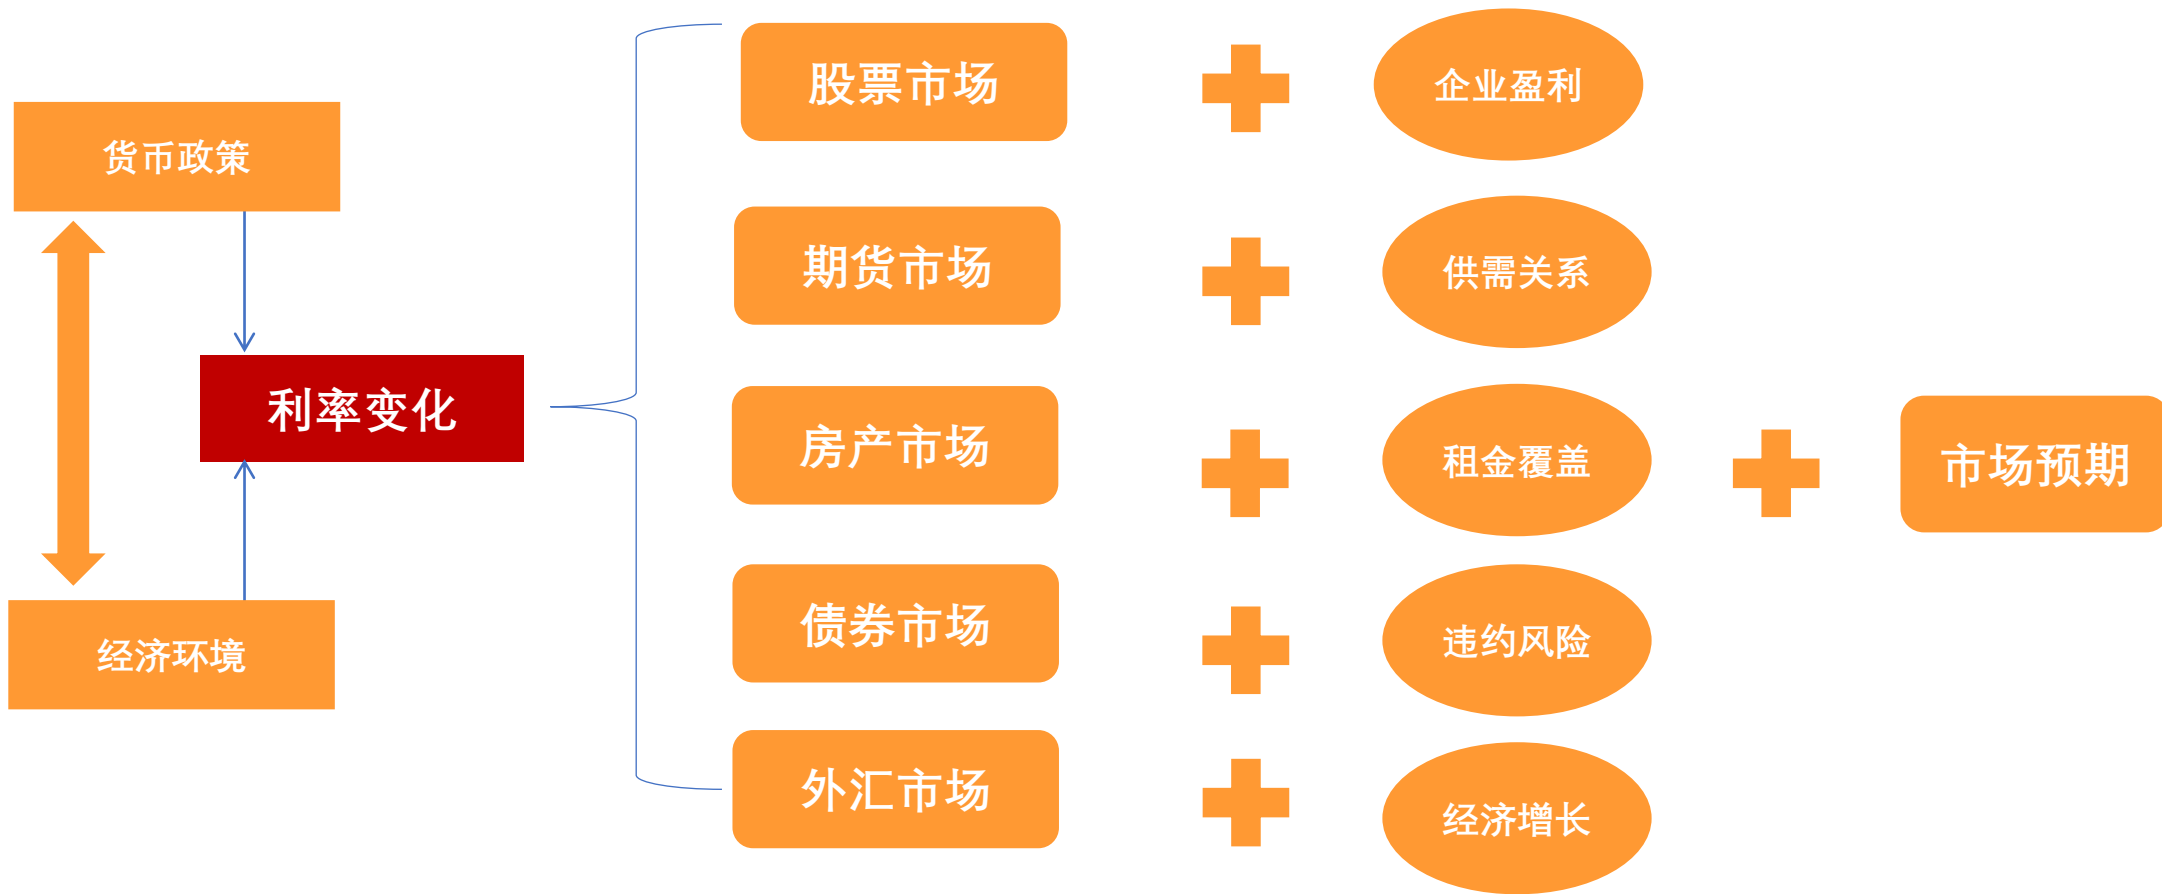 货币政策
经济环境
利率变化
股票市场
企业盈利
期货市场
供需关系
房产市场
租金覆盖
债券市场
违约风险
外汇市场
经济增长
市场预期